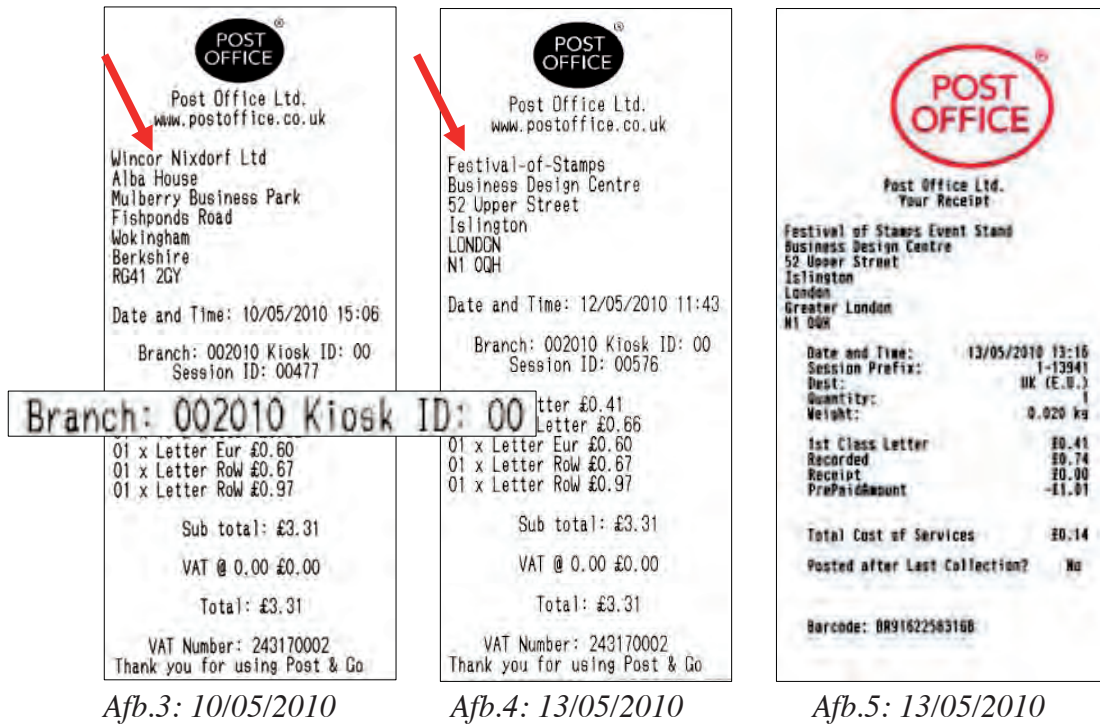 POST
OFFICE
®
Post Office Ltd.
www.postoffice.co.uk
Wincor Nixdorf Ltd
Alba House
Mulberry Business Park
Fishponds Road
Wokingham
Berkshire
RG41 2GY
Date and Time: 10/05/2010 15:06
Branch: 002010 Kiosk ID: 00
Session ID: 00477
Branch: 002010 Kiosk ID: 00
01 x Letter Eur £0.60
01 x Letter RoW £0.67
01 x Letter RoW £0.97
Sub total: £3.31
VAT @ 0.00 £0.00
Total: £3.31
VAT Number: 243170002
Thank you for using Post & Go
Afb.3: 10/05/2010
POST
OFFICE
®
Post Office Ltd.
www.postoffice.co.uk
Festival-of-Stamps
Business Design Centre
52 Upper Street
Islington
LONDON
N1 0QH
Date and Time: 12/05/2010 11:43
Branch: 002010 Kiosk ID: 00
Session ID: 00576
tter £0.41
Letter £0.66
01 x Letter Eur £0.60
01 x Letter RoW £0.67
01 x Letter RoW £0.97
Sub total: £3.31
VAT @ 0.00 £0.00
Total: £3.31
VAT Number: 243170002
Thank you for using Post & Go
Afb.4: 13/05/2010
POST
OFFICE
®
Post Office Ltd.
Your Receipt
Festival of Stamps Event Stand
Business Design Centre
52 Upper Street
Islington
London
Greater London
N1 0QH
Date and Time: 13/05/2010 13:16
Session Prefix: 1-13941
Dest: UK (E.U.)
Quantity: 1
Weight: 0.020 kg
1st Class Letter £0.41
Recorded £0.74
Receipt £0.00
PrePaidAmount -£1.01
Total Cost of Services £0.14
Posted after Last Collection? No
Barcode:
Afb.5: 13/05/2010